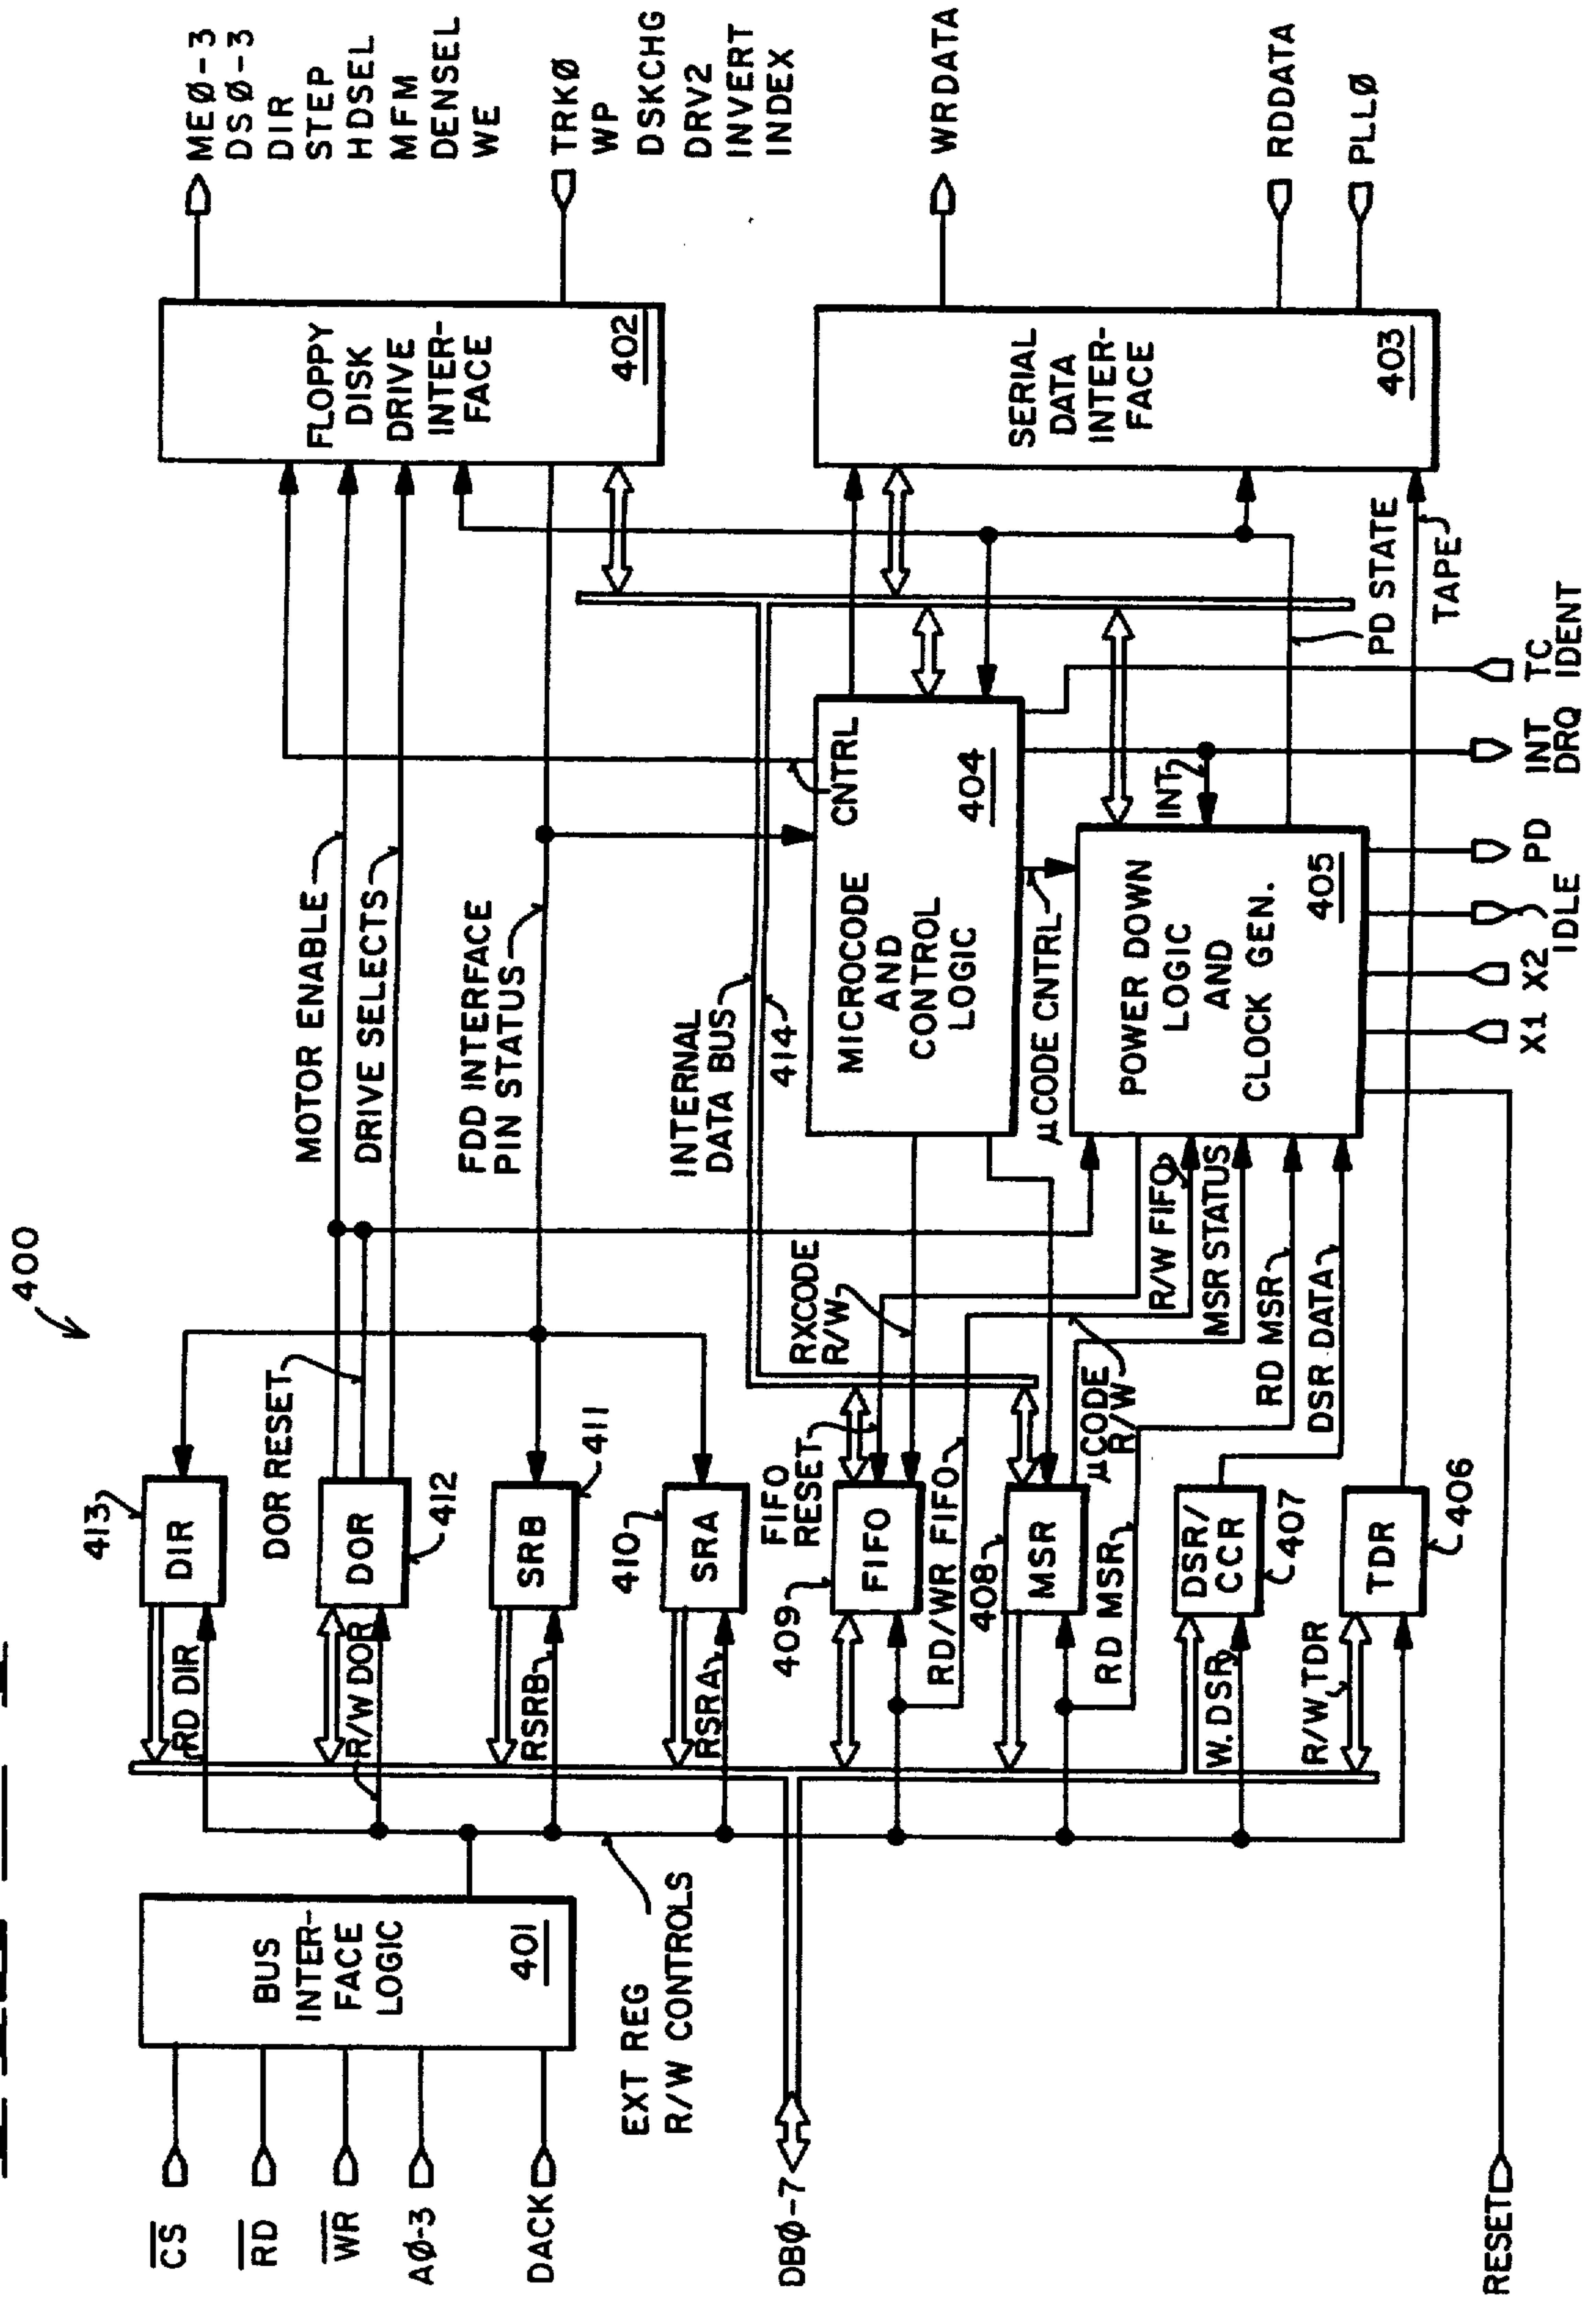 400
CS
RD
WR
AØ-3
DACK
BUS
INTER-
FACE
LOGIC
401
EXT REG
R/W CONTROLS
DBØ-7
RESET
413
DIR
RD DIR
DOR RESET
DOR
412
R/W DOR
SRB
411
RSRB
410
SRA
RSRA
FIFO
RESET
409
FIFO
RD/WR FIFO
408
MSR
RD MSR
µCODE
R/W
DSR/
CCR
407
W. DSR
TDR
406
R/W TDR
MOTOR ENABLE
DRIVE SELECTS
FDD INTERFACE
PIN STATUS
INTERNAL
DATA BUS
414
RXCODE
R/W
R/W FIFO
MSR STATUS
RD MSR
DSR DATA
CNTRL
MICROCODE
AND
CONTROL
LOGIC
404
µCODE CNTRL
POWER DOWN
LOGIC
AND
CLOCK GEN.
405
INT
PD STATE
TAPE
X1
X2
IDLE
PD
INT
DRQ
TC
IDENT
FLOPPY
DISK
DRIVE
INTER-
FACE
402
SERIAL
DATA
INTER-
FACE
403
MEØ-3
DSØ-3
DIR
STEP
HDSEL
MFM
DENSEL
WE
TRKØ
WP
DSKCHG
DRV2
INVERT
INDEX
WRDATA
RDDATA
PLLØ